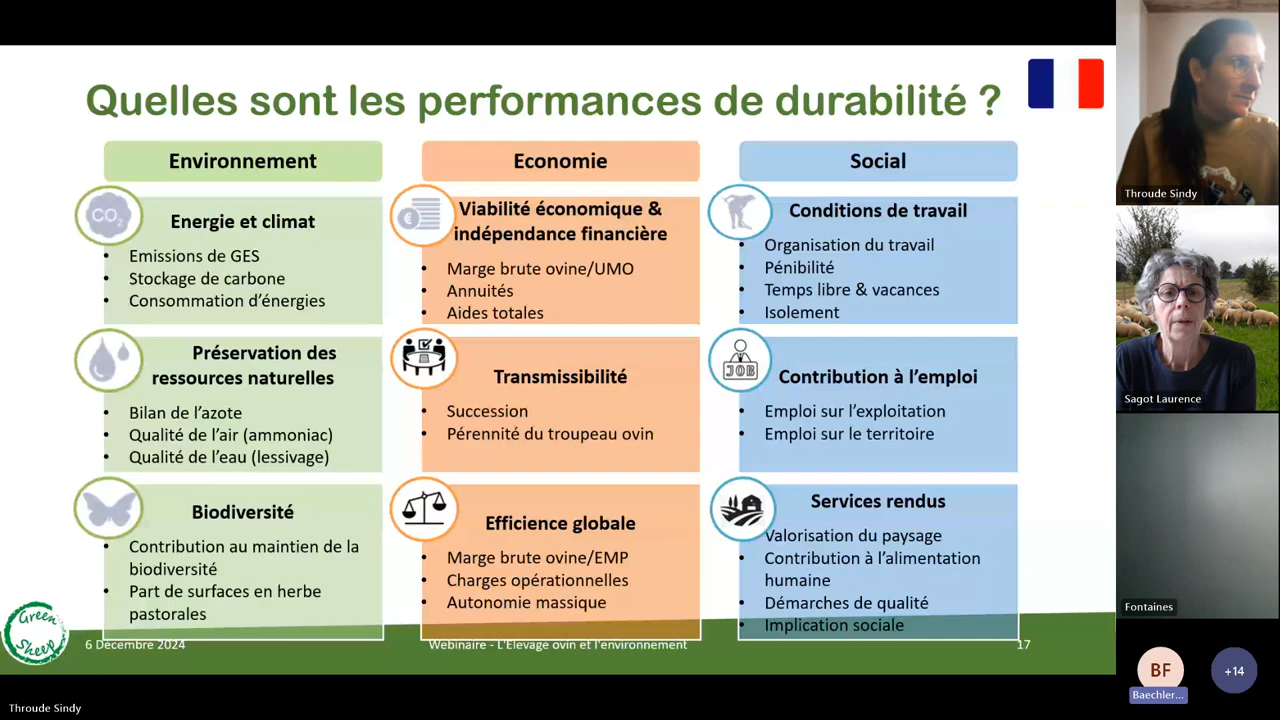 Quelles sont les performances de durabilité ?
Environnement
CO2
Energie et climat
• Emissions de GES
• Stockage de carbone
• Consommation d'énergies
Préservation des
ressources naturelles
• Bilan de l'azote
• Qualité de l'air (ammoniac)
• Qualité de l'eau (lessivage)
Biodiversité
• Contribution au maintien de la
biodiversité
• Part de surfaces en herbe
pastorales
Economie
€
Viabilité économique &
indépendance financière
• Marge brute ovine/UMO
• Annuités
• Aides totales
Transmissibilité
• Succession
• Pérennité du troupeau ovin
Efficience globale
• Marge brute ovine/EMP
• Charges opérationnelles
• Autonomie massique
Social
Conditions de travail
• Organisation du travail
• Pénibilité
• Temps libre & vacances
• Isolement
JOB
Contribution à l'emploi
• Emploi sur l'exploitation
• Emploi sur le territoire
Services rendus
• Valorisation du paysage
• Contribution à l'alimentation
humaine
• Démarches de qualité
• Implication sociale
Green
Sheep
6 Décembre 2024
Webinaire - L'Elevage ovin et l'environnement
17
Throude Sindy
Throude Sindy
Sagot Laurence
Fontaines
BF
Baechler...
+14